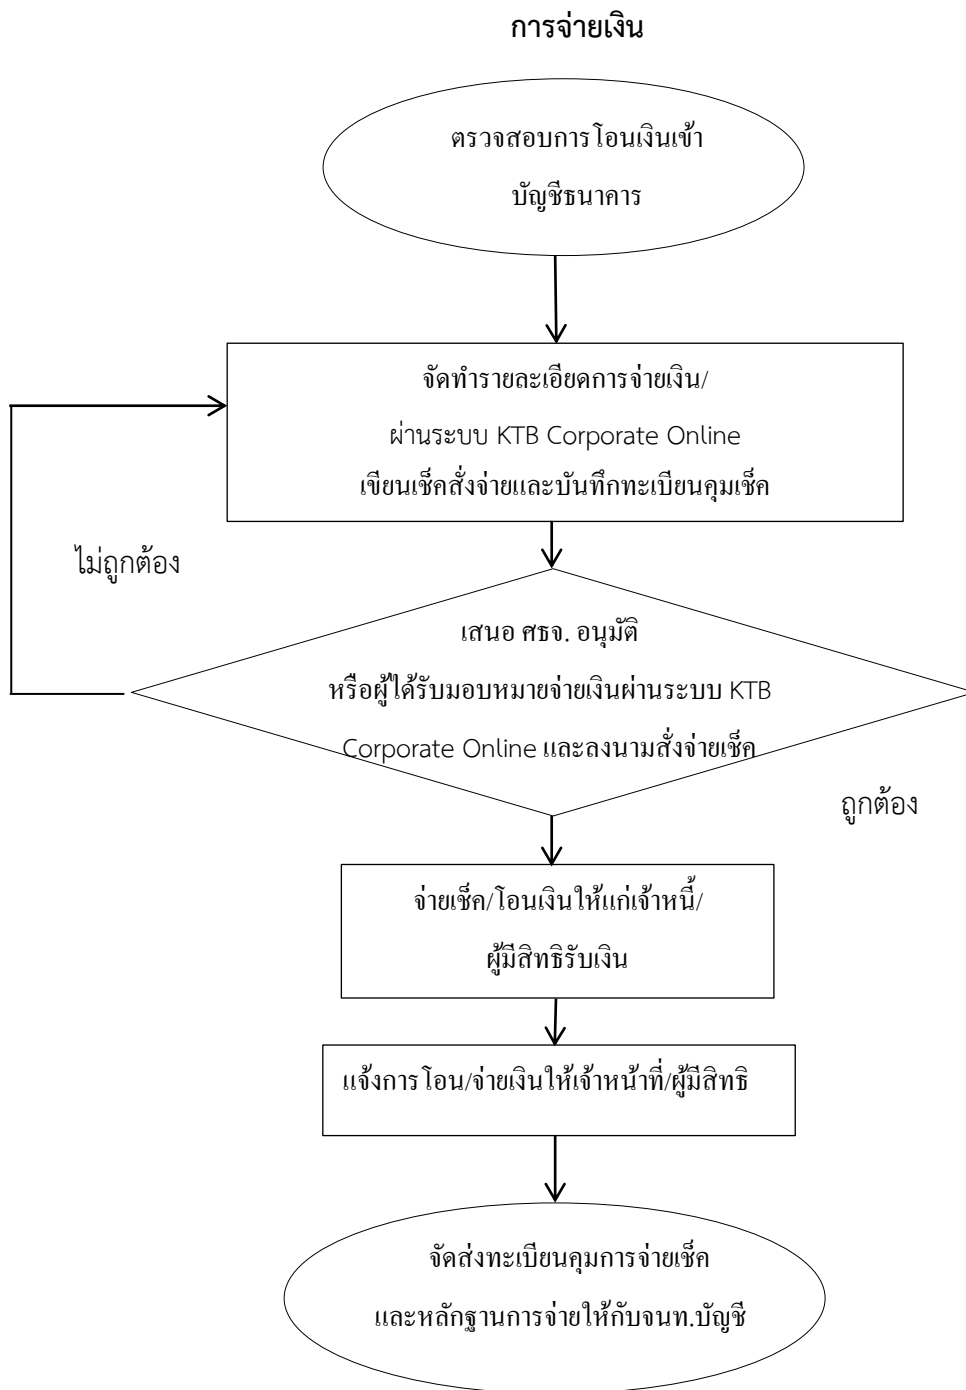 การจ่ายเงิน
ตรวจสอบการโอนเงินเข้า
บัญชีธนาคาร
จัดทำรายละเอียดการจ่ายเงิน/
ผ่านระบบ KTB Corporate Online
เขียนเช็คสั่งจ่ายและบันทึกทะเบียนคุมเช็ค
ไม่ถูกต้อง
เสนอ ศธจ. อนุมัติ
หรือผู้ได้รับมอบหมายจ่ายเงินผ่านระบบ KTB
Corporate Online และลงนามสั่งจ่ายเช็ค
ถูกต้อง
จ่ายเช็ค/โอนเงินให้แก่เจ้าหนี้/
ผู้มีสิทธิรับเงิน
แจ้งการโอน/จ่ายเงินให้เจ้าหน้าที่/ผู้มีสิทธิ
จัดส่งทะเบียนคุมการจ่ายเช็ค
และหลักฐานการจ่ายให้กับจนท.บัญชี